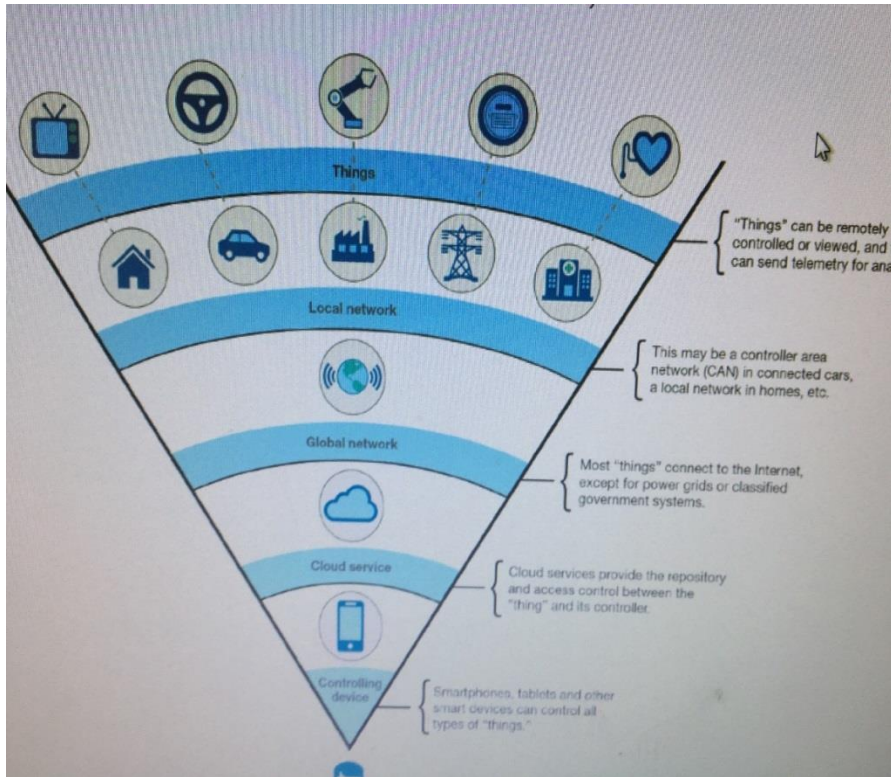 Things
"Things" can be remotely
controlled or viewed, and
can send telemetry for
Local network
This may be a controller area
network (CAN) in connected cars,
a local network in homes, etc.
Global network
Most "things" connect to the Internet,
except for power grids or classified
government systems.
Cloud service
Cloud services provide the repository
and access control between the
"thing" and its controller.
Controlling
device
Smartphones, tablets and other
smart devices can control all
types of "things."